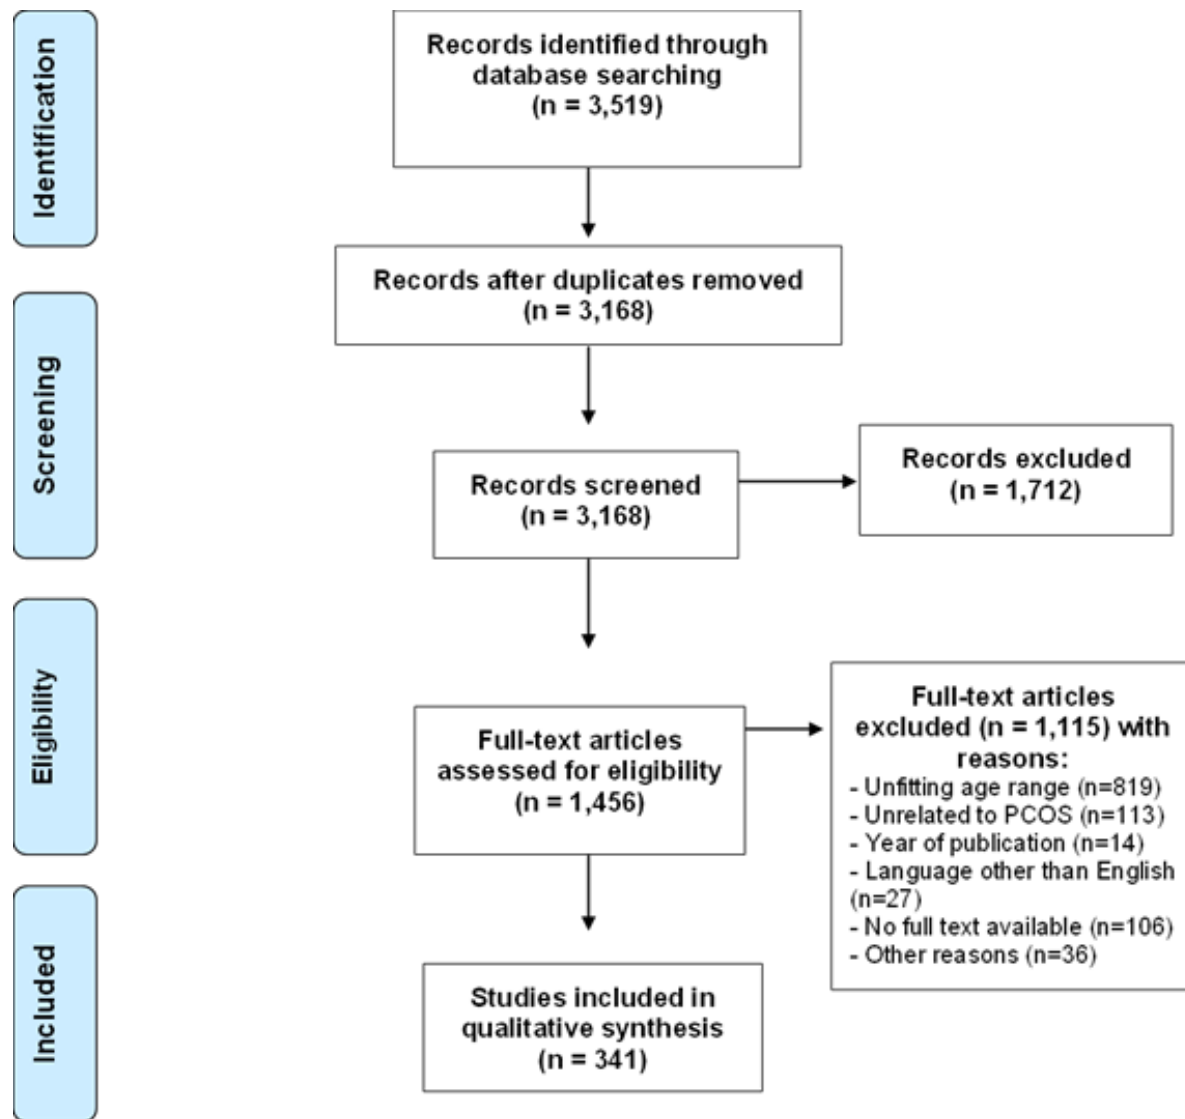 Identification
Records identified through
database searching
(n = 3,519)
Records after duplicates removed
(n = 3,168)
Screening
Records screened
(n = 3,168)
Records excluded
(n = 1,712)
Eligibility
Full-text articles
assessed for eligibility
(n = 1,456)
Full-text articles
excluded (n = 1,115) with
reasons:
- Unfitting age range (n=819)
- Unrelated to PCOS (n=113)
- Year of publication (n=14)
- Language other than English
(n=27)
- No full text available (n=106)
- Other reasons (n=36)
Included
Studies included in
qualitative synthesis
(n = 341)